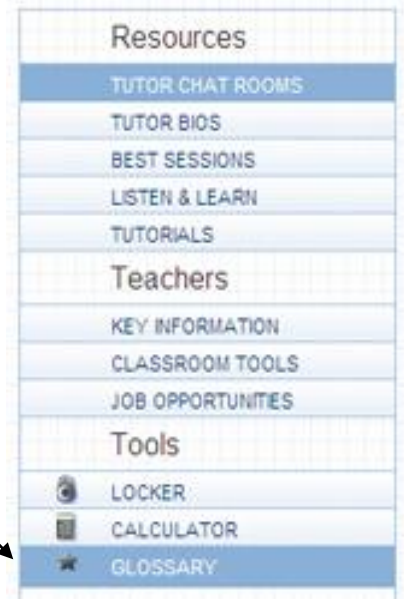 Resources
TUTOR CHAT ROOMS
TUTOR BIOS
BEST SESSIONS
LISTEN & LEARN
TUTORIALS
Teachers
KEY INFORMATION
CLASSROOM TOOLS
JOB OPPORTUNITIES
Tools
LOCKER
CALCULATOR
GLOSSARY